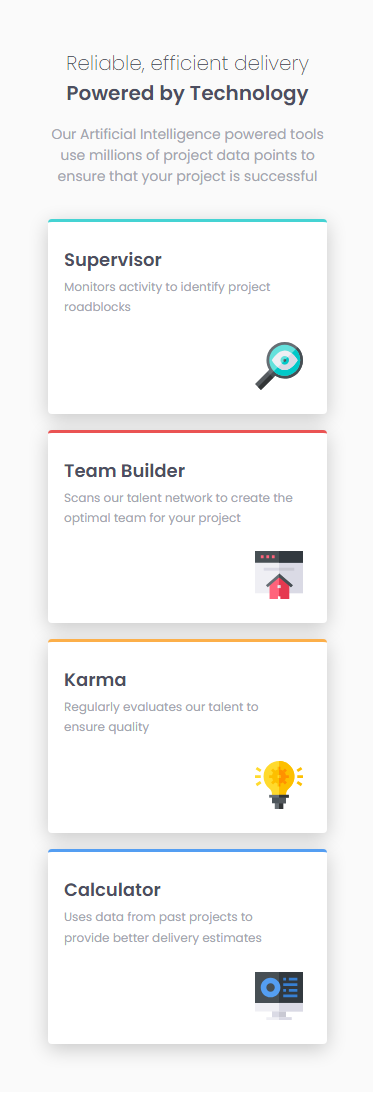 Reliable, efficient delivery
Powered by Technology
Our Artificial Intelligence powered tools
use millions of project data points to
ensure that your project is successful
Supervisor
Monitors activity to identify project
roadblocks
Team Builder
Scans our talent network to create the
optimal team for your project
Karma
Regularly evaluates our talent to
ensure quality
Calculator
Uses data from past projects to
provide better delivery estimates